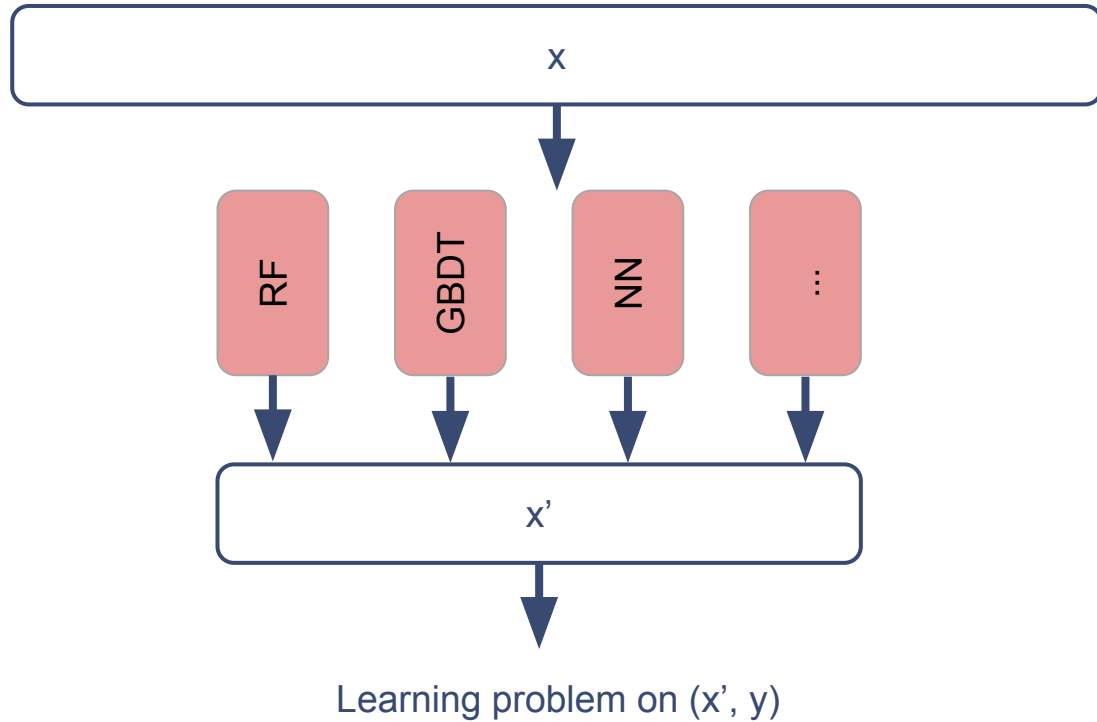 x
RF
GBDT
NN
...
x’
Learning problem on (x’, y)